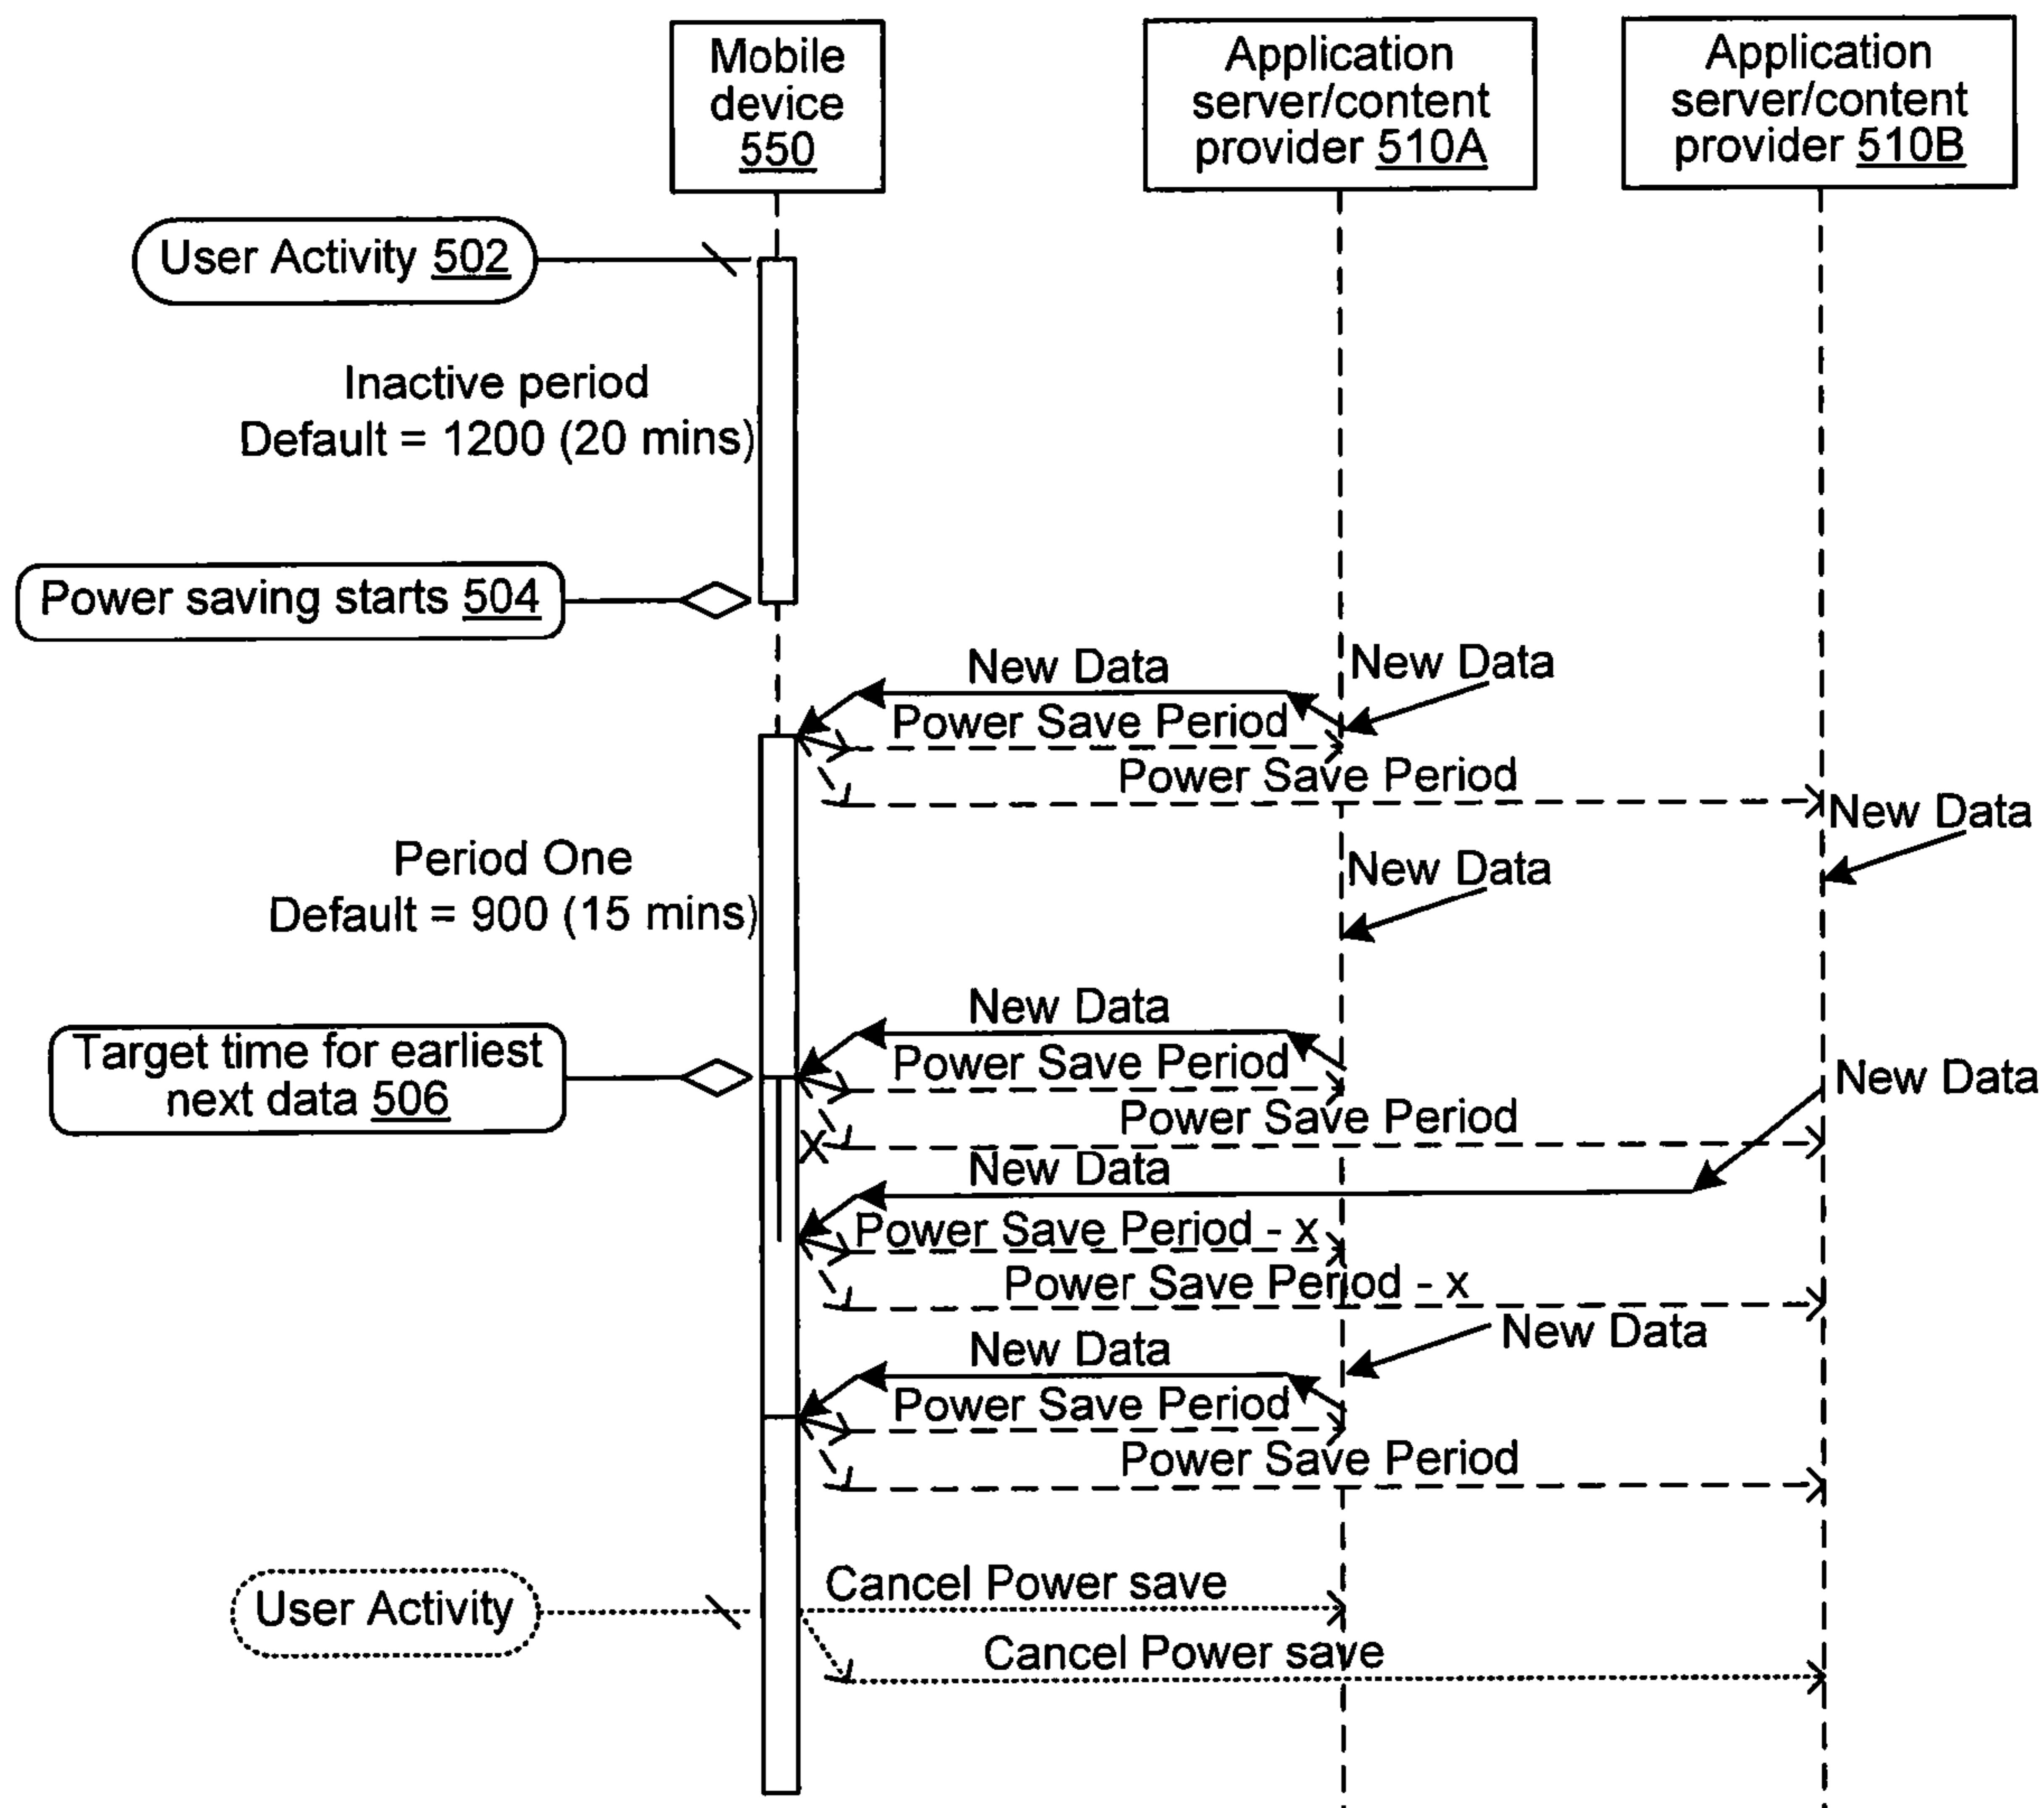 Mobile
device
550
Application
server/content
provider 510A
Application
server/content
provider 510B
User Activity 502
Inactive period
Default = 1200 (20 mins)
Power saving starts 504
New Data
New Data
Power Save Period
Power Save Period
New Data
Period One
Default = 900 (15 mins)
New Data
New Data
Target time for earliest
next data 506
Power Save Period
New Data
Power Save Period
X
New Data
Power Save Period - x
Power Save Period - x
New Data
New Data
Power Save Period
Power Save Period
User Activity
Cancel Power save
Cancel Power save